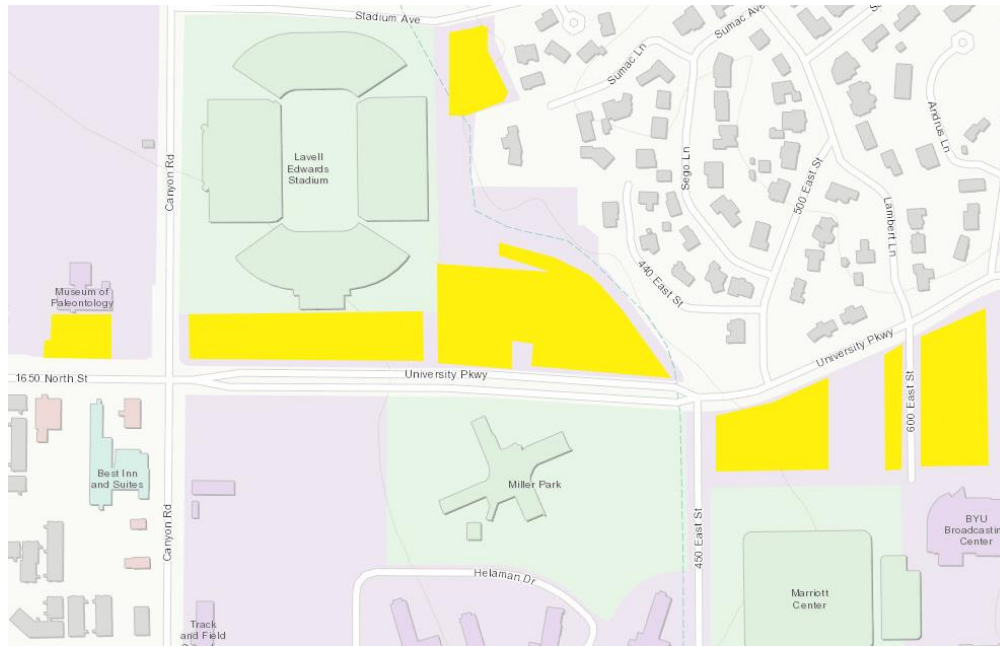 Stadium Ave
Sumac Ave
Sumac Ln
Andrus Ln
Canyon Rd
Lavell
Edwards
Stadium
Sego Ln
500 East St
Lambert Ln
440 East St
Museum of
Paleontology
University Pkwy
1650 North St
University Pkwy
600 East St
Best Inn
and Suites
Miller Park
BYU
Broadcasting
Center
Canyon Rd
450 East St
Helaman Dr
Marriott
Center
Track
and Field